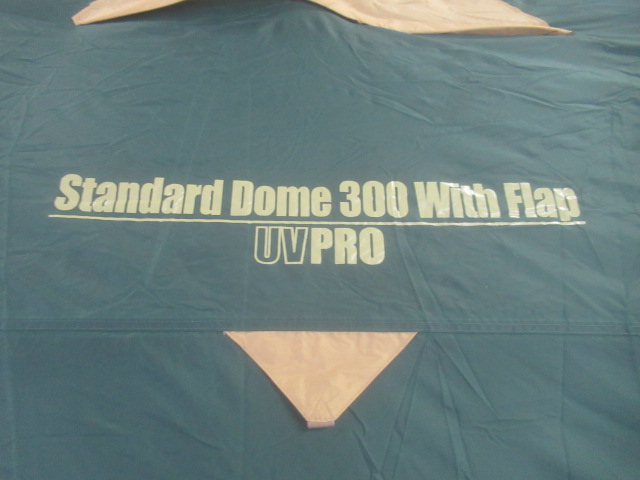 Standard Dome 300 With Flap
UVPRO